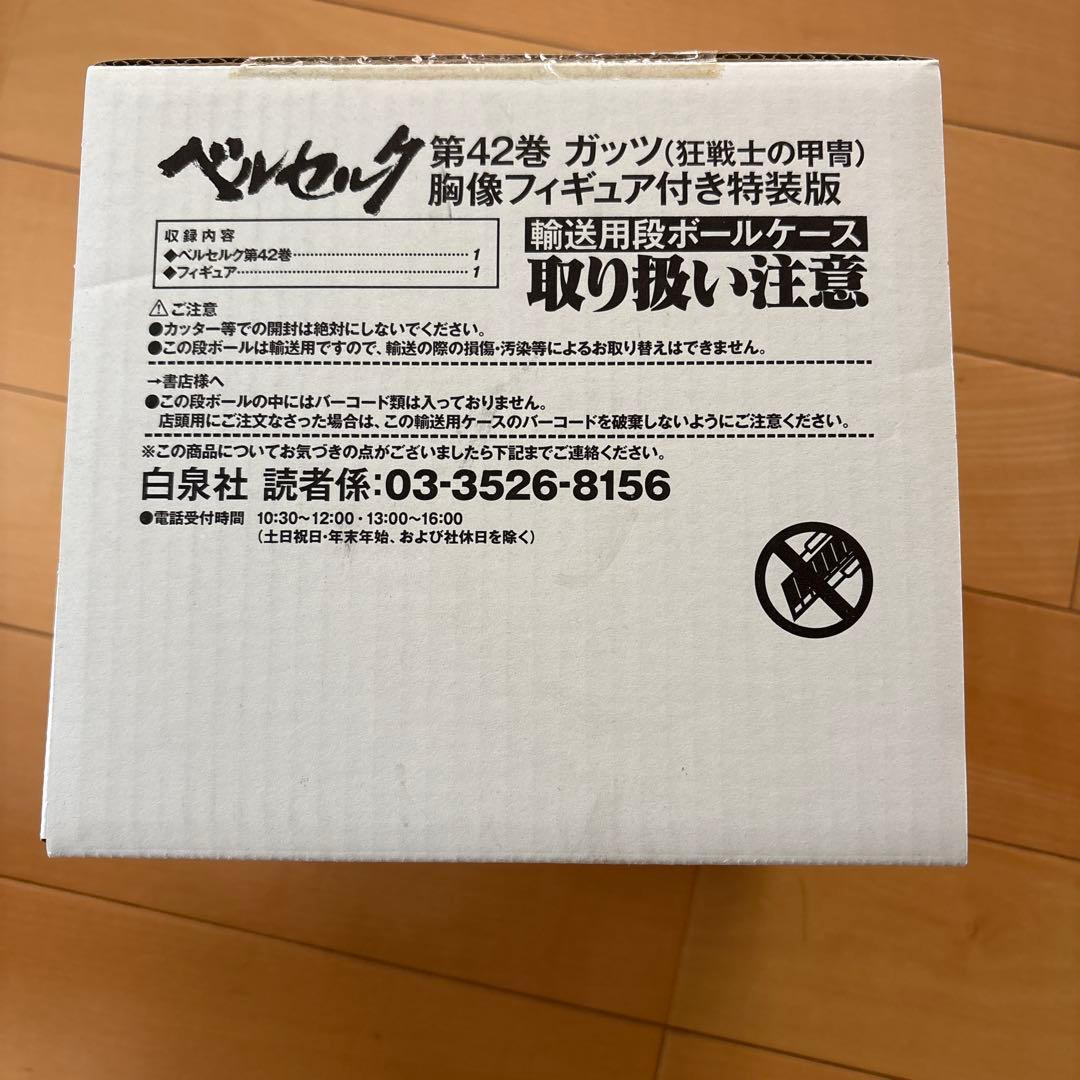 ベルセルク 第42巻 ガッツ(狂戦士の甲冑)
胸像フィギュア付き特装版
輸送用段ボールケース
取り扱い注意
収録内容
◆ベルセルク第42巻……………………………1
◆フィギュア……………………………………1
⚠ご注意
●カッター等での開封は絶対にしないでください。
●この段ボールは輸送用ですので、輸送の際の損傷・汚染等によるお取り替えはできません。
→書店様へ
●この段ボールの中にはバーコード類は入っておりません。
店頭用にご注文なさった場合は、この輸送用ケースのバーコードを破棄しないようにご注意ください。
※この商品についてお気づきの点がございましたら下記までご連絡ください。
白泉社 読者係:03-3526-8156
●電話受付時間 10:30〜12:00・13:00〜16:00
(土日祝日・年末年始、および社休日を除く)